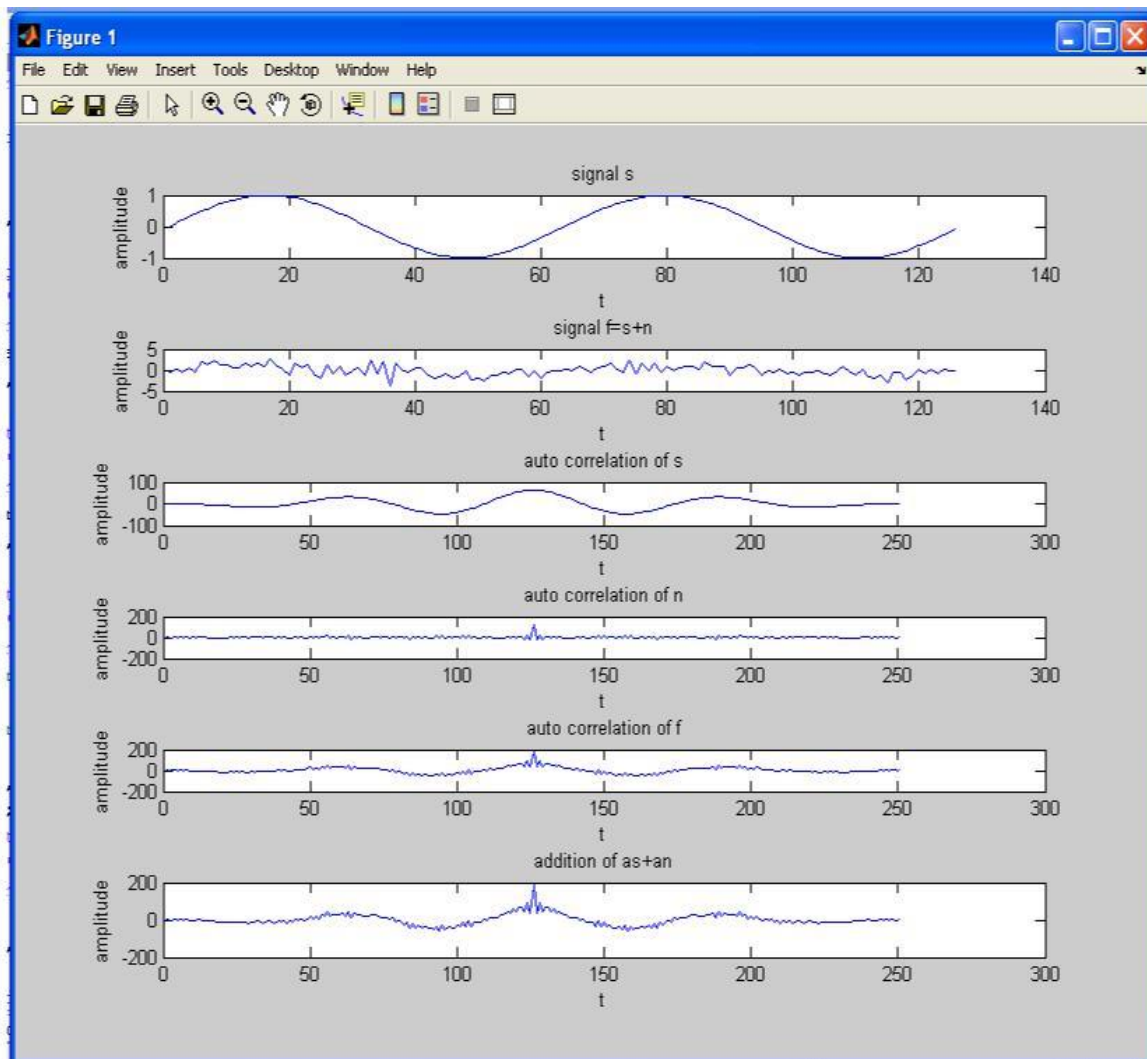 Figure 1
File Edit View Insert Tools Desktop Window Help
signal s
amplitude
1
0
-1
0 20 40 60 80 100 120 140
t
signal f=s+n
amplitude
5
0
-5
0 20 40 60 80 100 120 140
t
auto correlation of s
amplitude
100
0
-100
0 50 100 150 200 250 300
t
auto correlation of n
amplitude
200
0
-200
0 50 100 150 200 250 300
t
auto correlation of f
amplitude
200
0
-200
0 50 100 150 200 250 300
t
addition of as+an
amplitude
200
0
-200
0 50 100 150 200 250 300
t